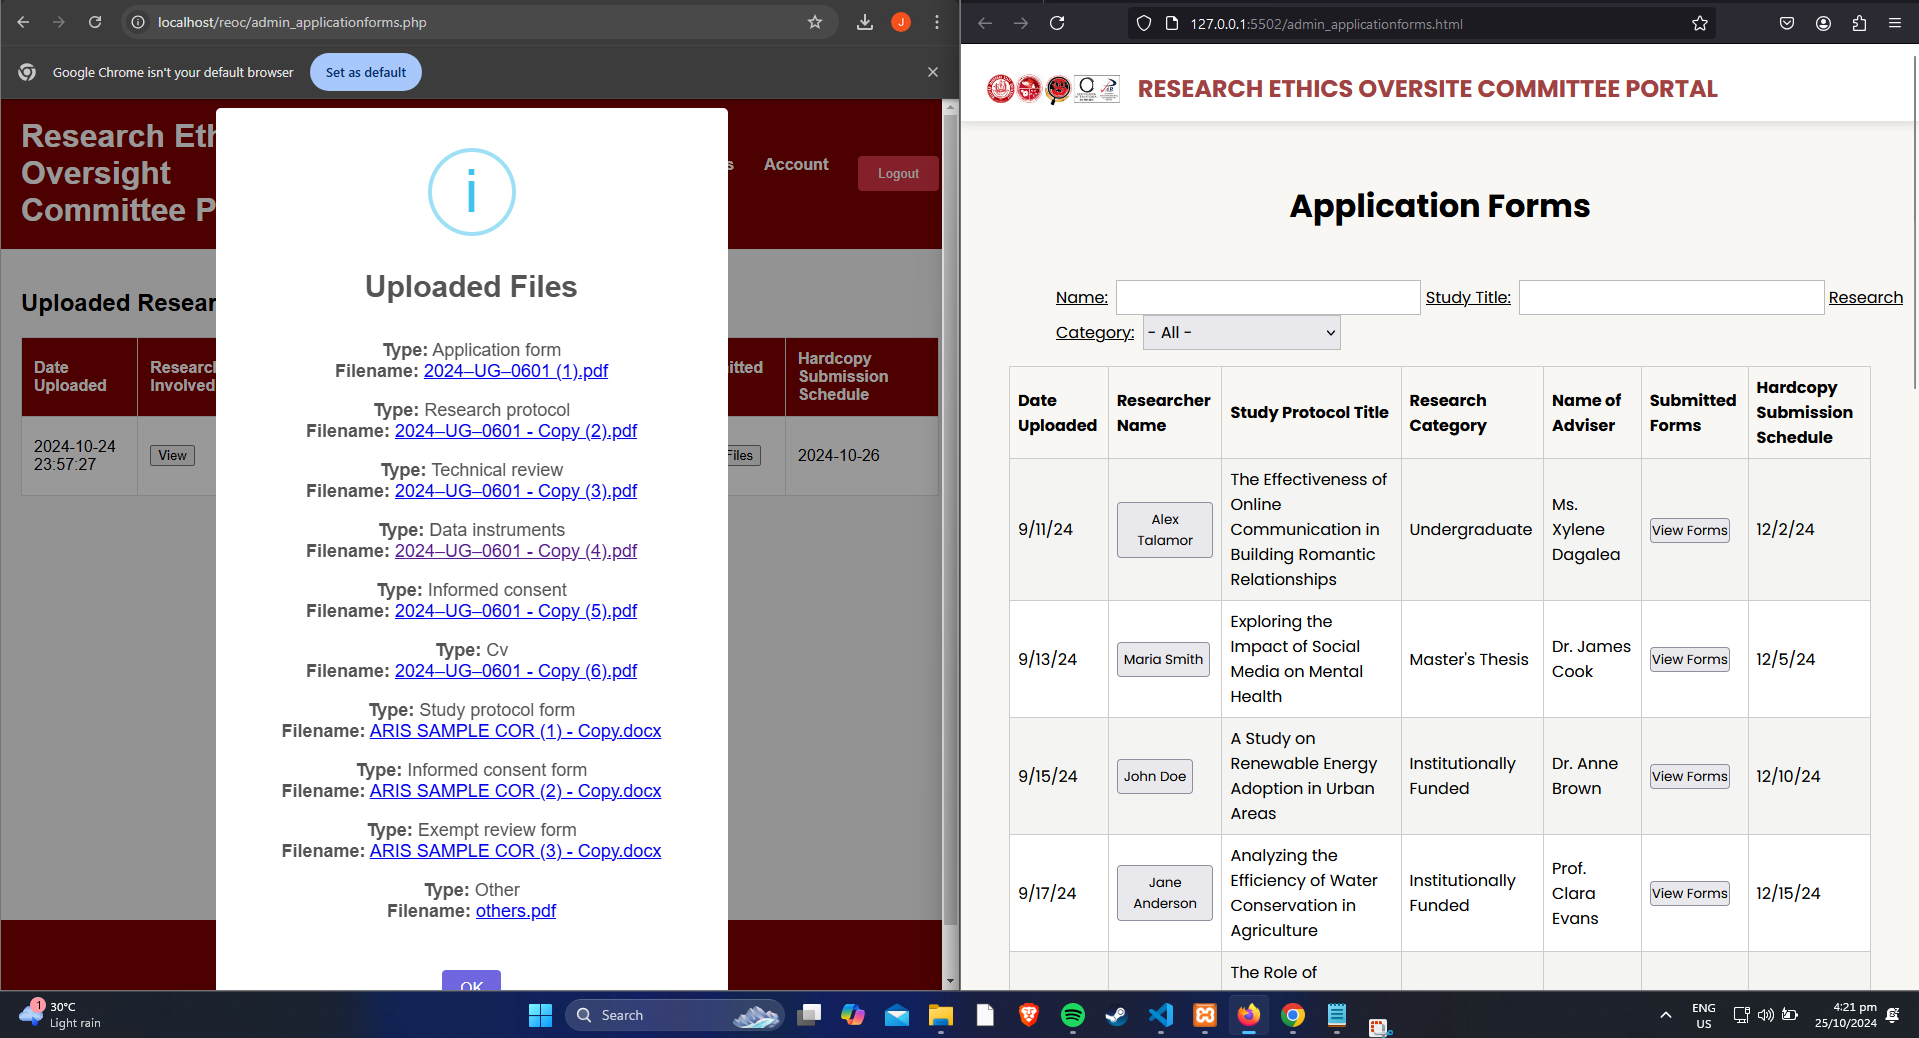 localhost/reoc/admin_applicationforms.php
J
Google Chrome isn't your default browser
Set as default
Research Eth
Oversight
Committee P
s
Account
Logout
i
Uploaded Files
Uploaded Resear
Date
Uploaded
Research
Involved
itted
Hardcopy
Submission
Schedule
2024-10-24
23:57:27
View
Files
2024-10-26
Type: Application form
Filename: 2024–UG–0601 (1).pdf
Type: Research protocol
Filename: 2024–UG–0601 - Copy (2).pdf
Type: Technical review
Filename: 2024–UG–0601 - Copy (3).pdf
Type: Data instruments
Filename: 2024–UG–0601 - Copy (4).pdf
Type: Informed consent
Filename: 2024–UG–0601 - Copy (5).pdf
Type: Cv
Filename: 2024–UG–0601 - Copy (6).pdf
Type: Study protocol form
Filename: ARIS SAMPLE COR (1) - Copy.docx
Type: Informed consent form
Filename: ARIS SAMPLE COR (2) - Copy.docx
Type: Exempt review form
Filename: ARIS SAMPLE COR (3) - Copy.docx
Type: Other
Filename: others.pdf
OK
127.0.0.1:5502/admin_applicationforms.html
RESEARCH ETHICS OVERSITE COMMITTEE PORTAL
Application Forms
Name:
Study Title:
Research
Category:
- All -
Date
Uploaded
Researcher
Name
Study Protocol Title
Research
Category
Name of
Adviser
Submitted
Forms
Hardcopy
Submission
Schedule
9/11/24
Alex
Talamor
The Effectiveness of
Online
Communication in
Building Romantic
Relationships
Undergraduate
Ms.
Xylene
Dagalea
View Forms
12/2/24
9/13/24
Maria Smith
Exploring the
Impact of Social
Media on Mental
Health
Master's Thesis
Dr. James
Cook
View Forms
12/5/24
9/15/24
John Doe
A Study on
Renewable Energy
Adoption in Urban
Areas
Institutionally
Funded
Dr. Anne
Brown
View Forms
12/10/24
9/17/24
Jane
Anderson
Analyzing the
Efficiency of Water
Conservation in
Agriculture
Institutionally
Funded
Prof.
Clara
Evans
View Forms
12/15/24
The Role of
1
30°C
Light rain
Search
ENG
US
4:21 pm
25/10/2024